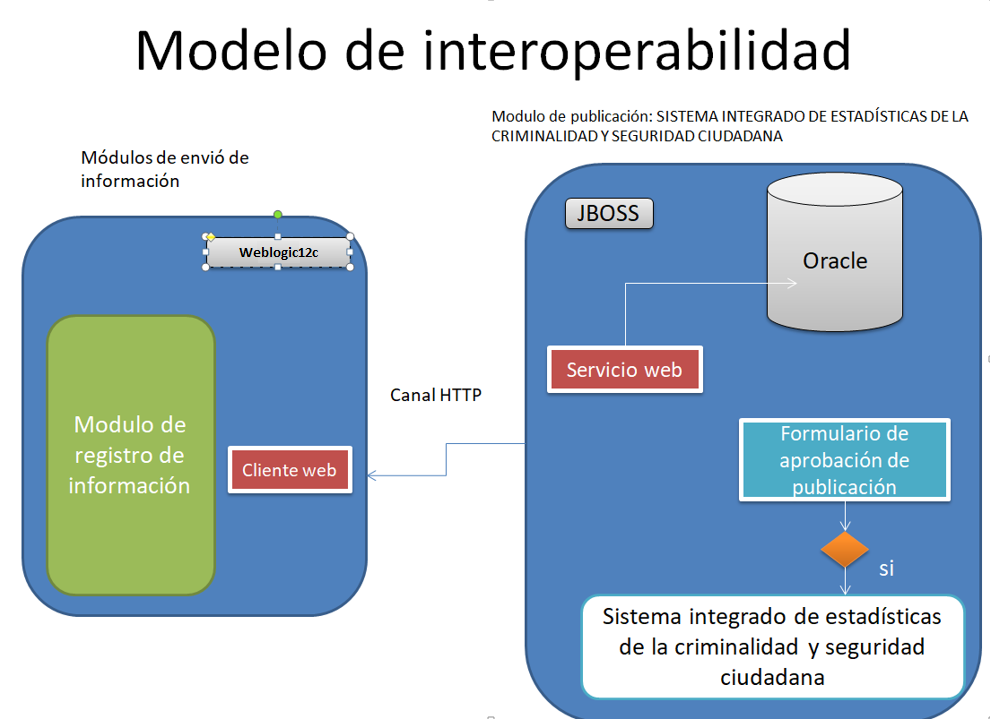 Modelo de interoperabilidad
Modulo de publicación: SISTEMA INTEGRADO DE ESTADÍSTICAS DE LA
CRIMINALIDAD Y SEGURIDAD CIUDADANA
Módulos de envió de
información
JBOSS
Oracle
Weblogic12c
Servicio web
Canal HTTP
Modulo de
registro de
información
Cliente web
Formulario de
aprobación de
publicación
si
Sistema integrado de estadísticas
de la criminalidad y seguridad
ciudadana